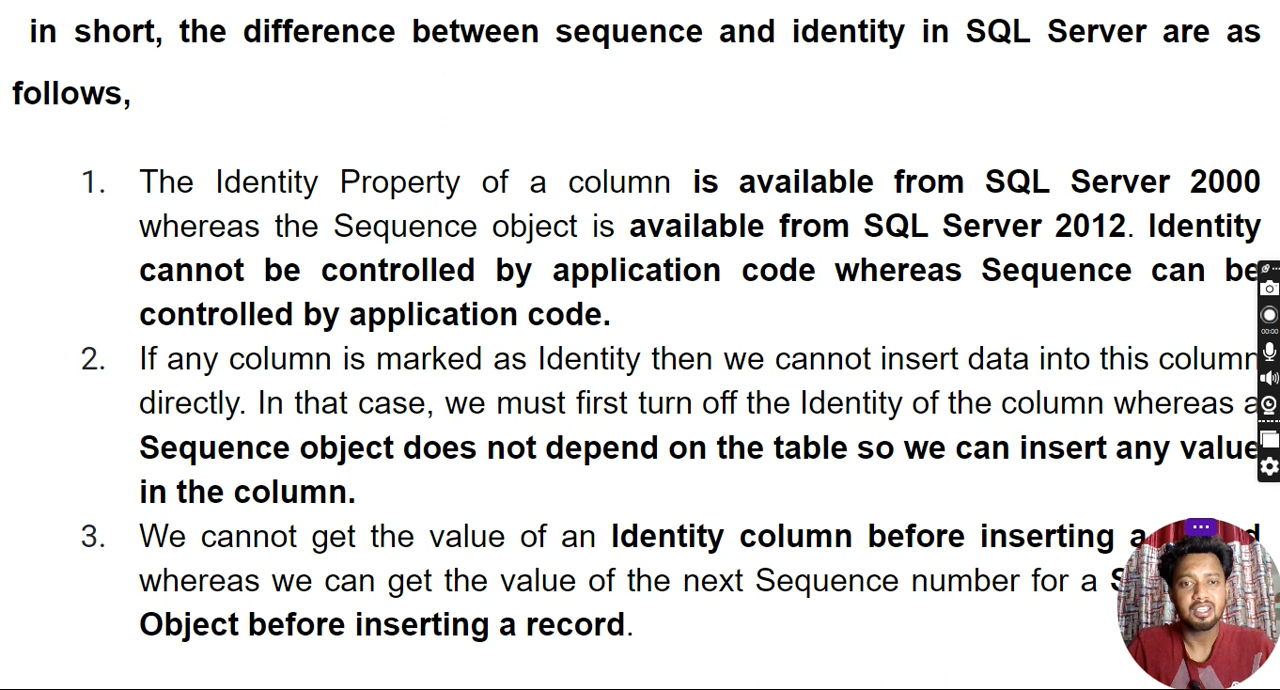 in short, the difference between sequence and identity in SQL Server are as
follows,
1. The Identity Property of a column is available from SQL Server 2000
whereas the Sequence object is available from SQL Server 2012. Identity
cannot be controlled by application code whereas Sequence can be
controlled by application code.
2. If any column is marked as Identity then we cannot insert data into this column
directly. In that case, we must first turn off the Identity of the column whereas a
Sequence object does not depend on the table so we can insert any value
in the column.
3. We cannot get the value of an Identity column before inserting a
whereas we can get the value of the next Sequence number for a
Object before inserting a record.
00:00